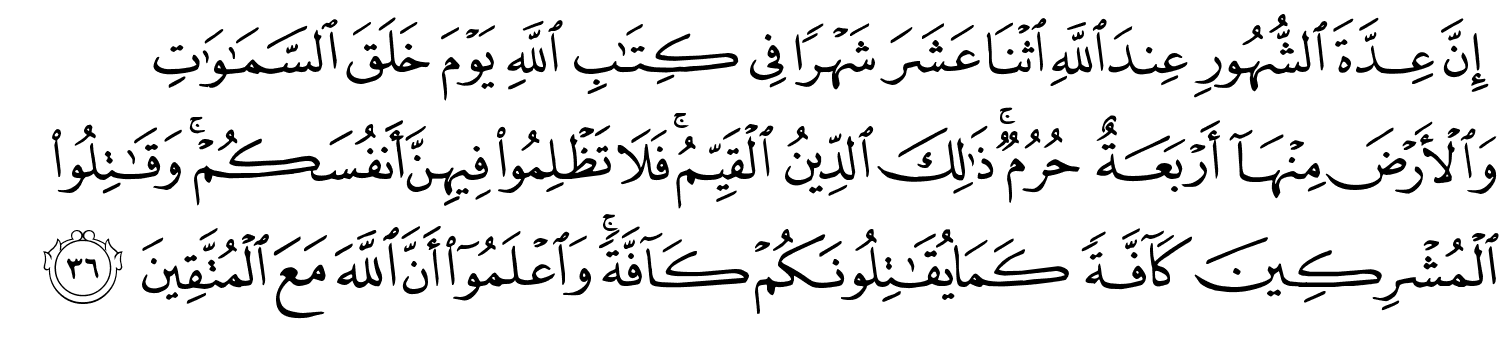 إِنَّ عِدَّةَ ٱلشُّهُورِ عِندَ ٱللَّهِ ٱثْنَا عَشَرَ شَهْرًا فِى كِتَـٰبِ ٱللَّهِ يَوْمَ خَلَقَ ٱلسَّمَـٰوَٰتِ
وَٱلْأَرْضَ مِنْهَآ أَرْبَعَةٌ حُرُمٌ ۚ ذَٰلِكَ ٱلدِّينُ ٱلْقَيِّمُ ۚ فَلَا تَظْلِمُوا۟ فِيهِنَّ أَنفُسَكُمْ ۚ وَقَـٰتِلُوا۟
ٱلْمُشْرِكِينَ كَآفَّةً كَمَا يُقَـٰتِلُونَكُمْ كَآفَّةً ۚ وَٱعْلَمُوٓا۟ أَنَّ ٱللَّهَ مَعَ ٱلْمُتَّقِينَ ٣٦